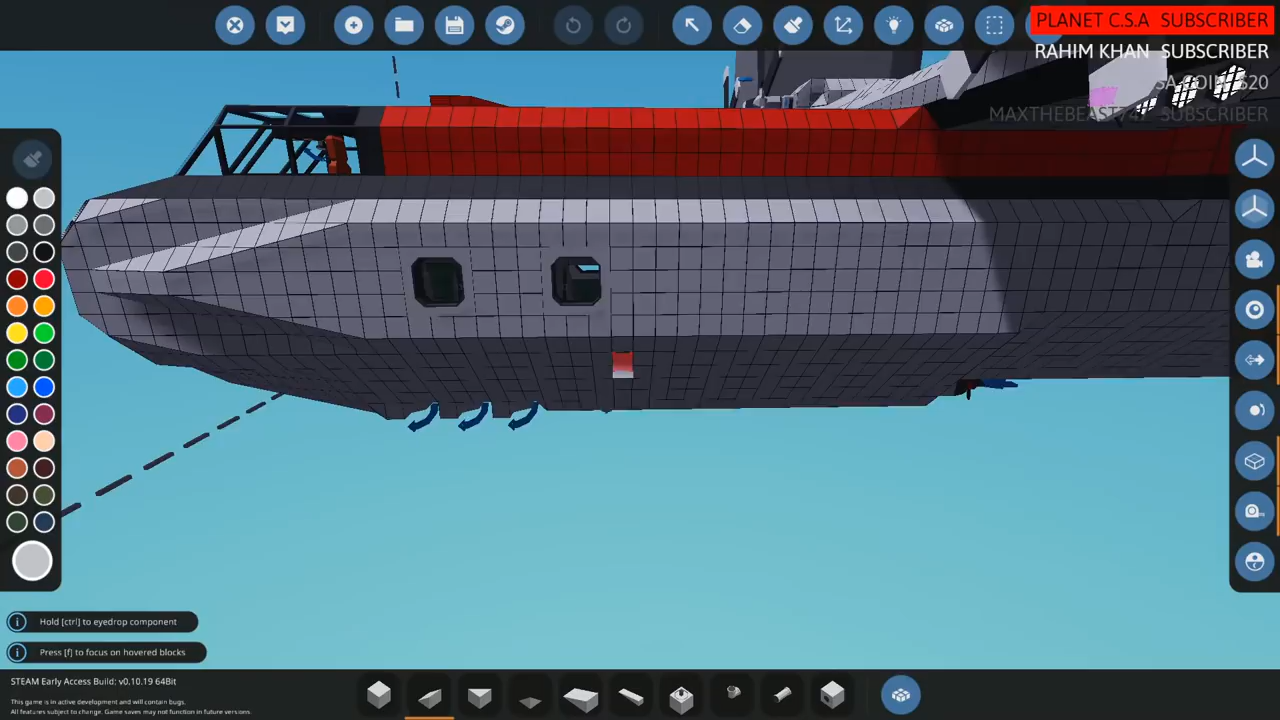 PLANET C.S.A SUBSCRIBER
RAHIM KHAN SUBSCRIBER
SUBSCRIBER
Hold [ctrl] to eyedrop component
Press [f] to focus on hovered blocks
STEAM Early Access Build: v0.10.19 64Bit
This game is in active development and will contain bugs.
All features subject to change. Game saves may not function in future versions.